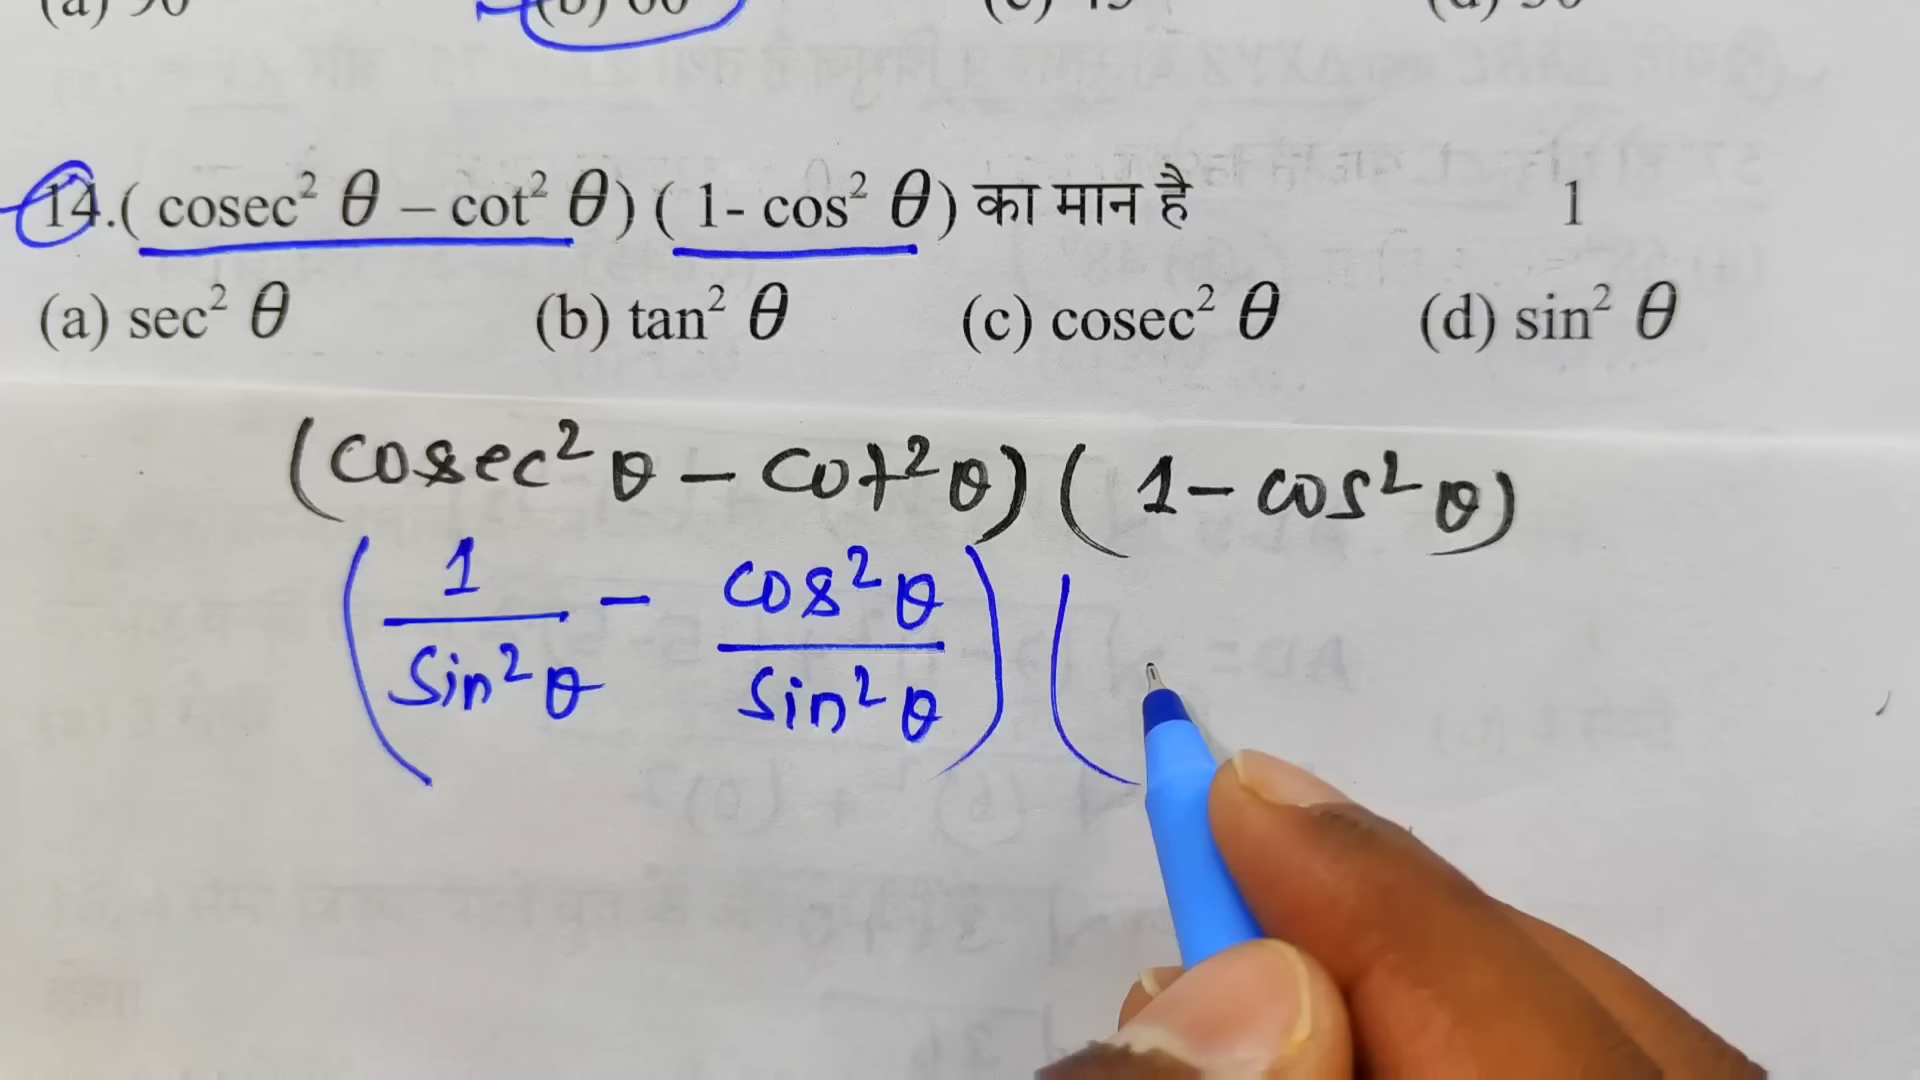 14.( cosec² θ – cot² θ) ( 1- cos² θ) का मान है 1
(a) sec² θ (b) tan² θ (c) cosec² θ (d) sin² θ
(cosec²θ – cot²θ) ( 1 – cos²θ)
( 1/sin²θ – cos²θ/sin²θ ) (